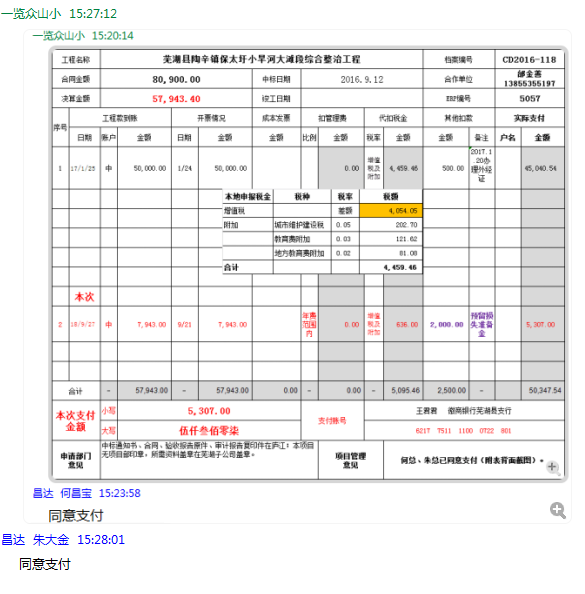 一览众山小 15:27:12
一览众山小 15:20:14
工程名称 芜湖县陶辛镇保太圩小旱河大滩段综合整治工程 档案编号 CD2016-118
合同金额 80,900.00 中标日期 2016.9.12 合作单位 邰金善 13855355197
决算金额 57,943.40 竣工日期 ERP编号 5057
序号 工程款到账 开票情况 成本发票 扣管理费 代扣税金 其他扣款 实际支付
日期 账户 金额 日期 金额 金额 比例 金额 税率 金额 金额 备注 户名 金额
1 17/1/25 中 50,000.00 1/24 50,000.00 0.00 增值税及附加 4,459.46 500.00 2017.1.20办理外经证 45,040.54
本地申报税金 税种 税率 税额
增值税 差额 4,054.05
附加 城市维护建设税 0.05 202.70
教育费附加 0.03 121.62
地方教育费附加 0.02 81.08
合计 4,459.46
本次
2 18/9/27 中 7,943.00 9/21 7,943.00 年费范围内 0.00 增值税及附加 636.00 2,000.00 预留损失准备金 5,307.00
合计 - 57,943.00 - 57,943.00 0.00 - 0.00 - 5,095.46 2,500.00 - 50,347.54
本次支付金额 小写 5,307.00 支付账号 王君君 徽商银行芜湖县支行
大写 伍仟叁佰零柒 6217 7511 1100 0722 801
申请部门意见 中标通知书、合同、验收报告原件、审计报告复印件在庐江；本项目无项目部印章，所需资料盖章在芜湖子公司盖章。 项目管理意见 何总、朱总已同意支付（附表背面截图）。
昌达 何昌宝 15:23:58
同意支付
昌达 朱大金 15:28:01
同意支付